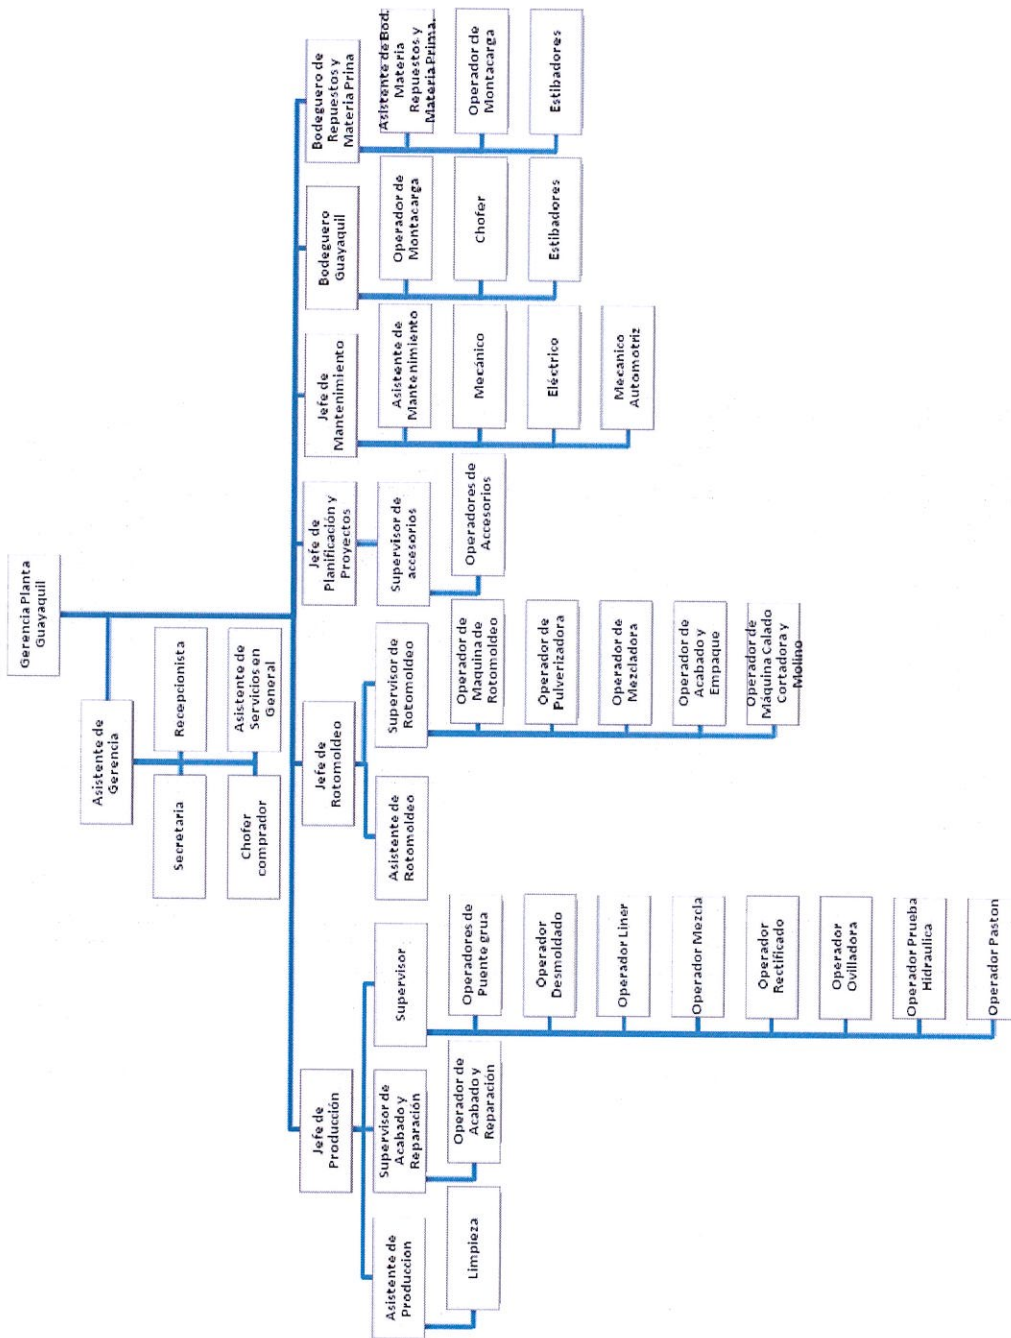 Gerencia Planta
Guayaquil
Asistente de
Gerencia
Secretaria
Recepcionista
Chofer
comprador
Asistente de
Servicios en
General
Jefe de
Producción
Asistente de
Produccion
Limpieza
Supervisor de
Acabado y
Reparación
Operador de
Acabado y
Reparación
Supervisor
Operadores de
Puente grua
Operador
Desmoldado
Operador Liner
Operador Mezcla
Operador
Rectificado
Operador
Ovilladora
Operador Prueba
Hidraulica
Operador Paston
Jefe de
Rotomoldeo
Asistente de
Rotomoldeo
Supervisor de
Rotomoldeo
Operador de
Maquina de
Rotomoldeo
Operador de
Pulverizadora
Operador de
Mezcladora
Operador de
Acabado y
Empaque
Operador de
Máquina Calado
Cortadora y
Molino
Jefe de
Planificación y
Proyectos
Supervisor de
accesorios
Operadores de
Accesorios
Jefe de
Mantenimiento
Asistente de
Mantenimiento
Mecánico
Eléctrico
Mecanico
Automotriz
Bodeguero
Guayaquil
Operador de
Montacarga
Chofer
Estibadores
Bodeguero de
Repuestos y
Materia Prina
Asistente de Bod.
Materia
Repuestos y
Materia Prima.
Operador de
Montacarga
Estibadores